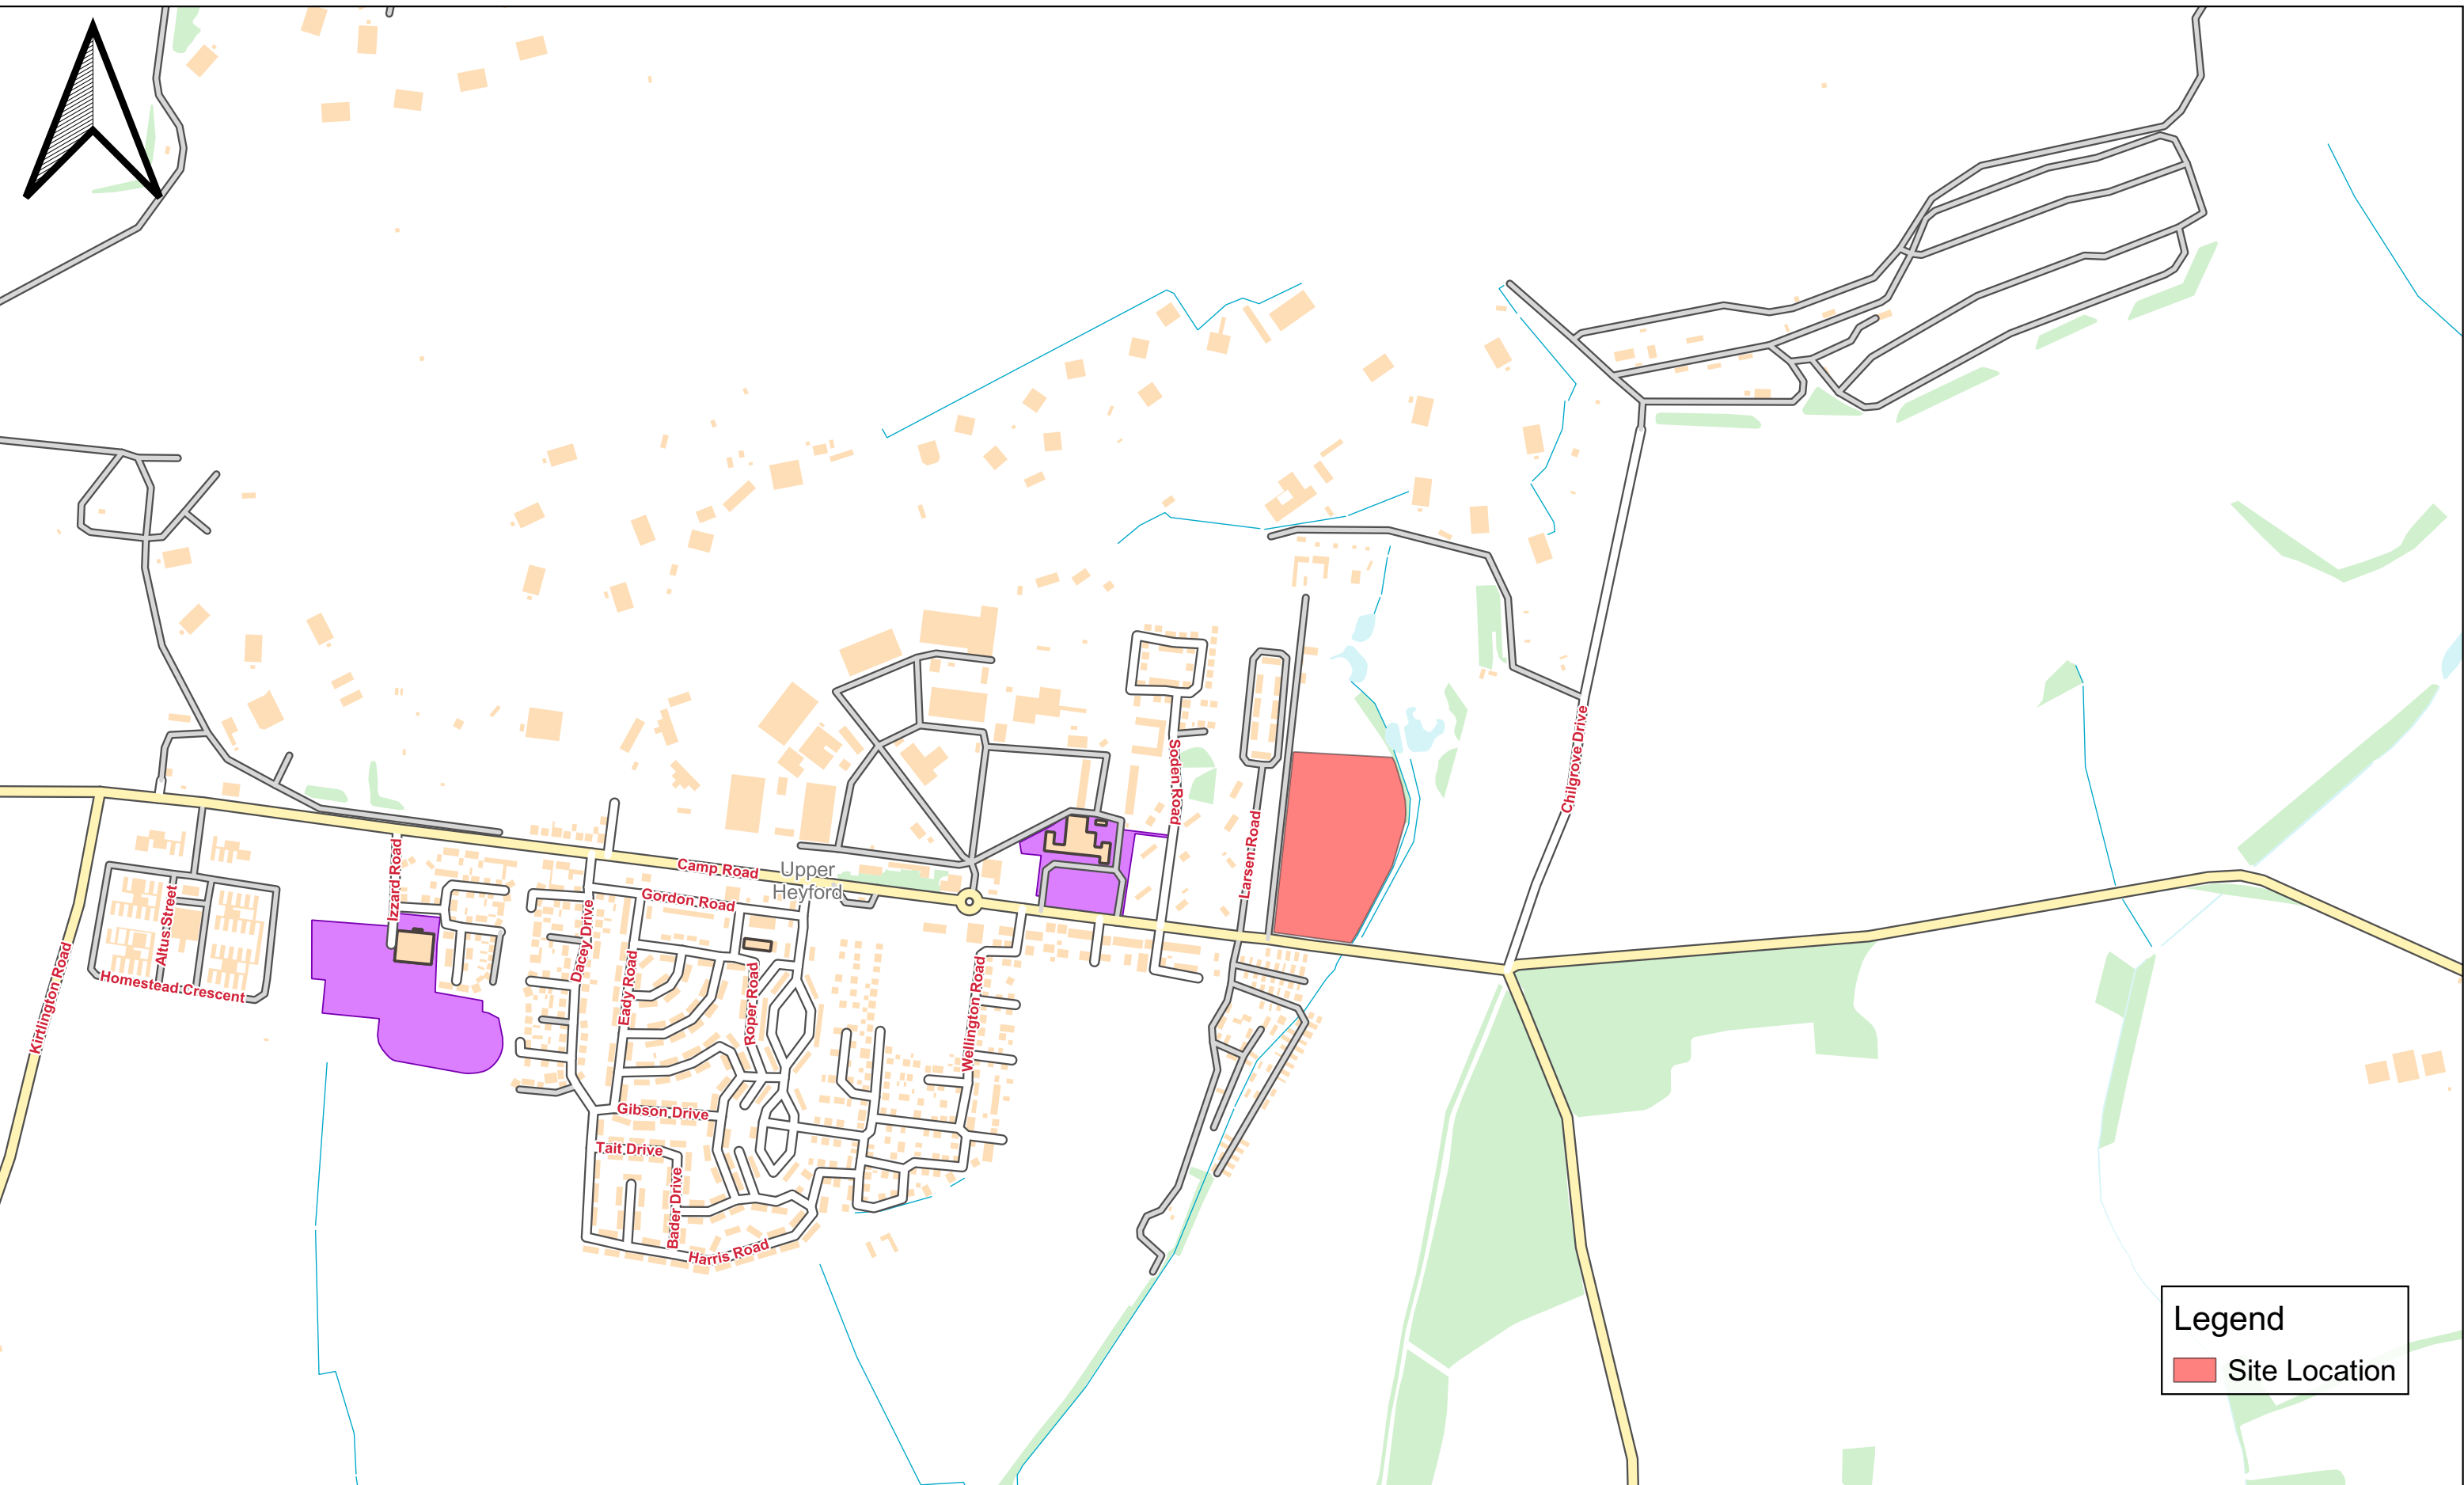 Soden Road
Chilgrove Drive
Larsen Road
Izzard Road
Camp Road
Upper
Heyford
Gordon Road
Altus Street
Dacey Drive
Homestead Crescent
Kirtlington Road
Eady Road
Roper Road
Wellington Road
Gibson Drive
Tait Drive
Bader Drive
Harris Road
Legend
Site Location